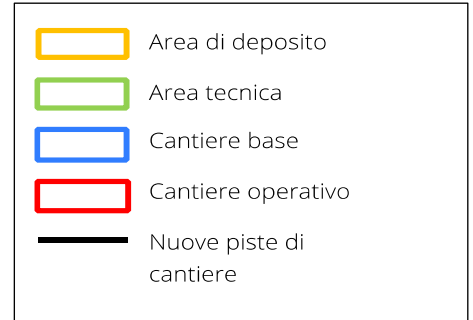 Area di deposito
Area tecnica
Cantiere base
Cantiere operativo
Nuove piste di
cantiere